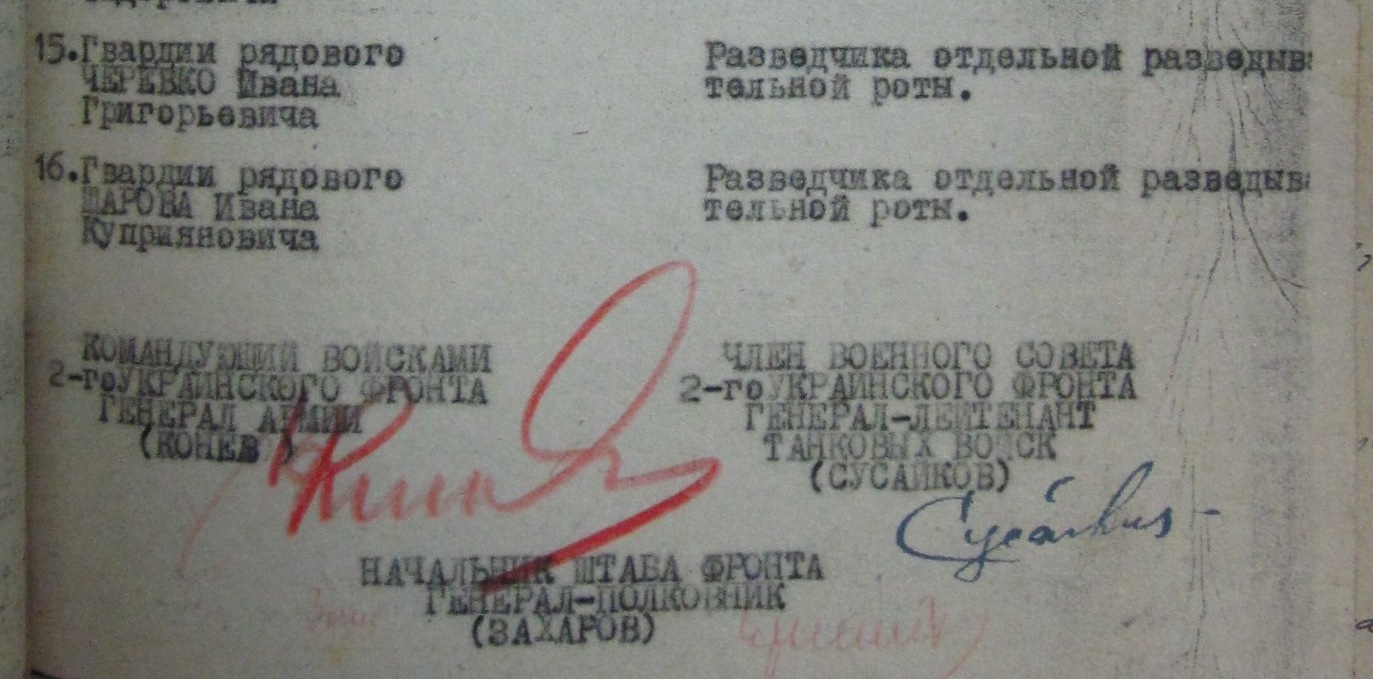 15. Гвардии рядового
ЧЕРЕВКО Ивана
Григорьевича
Разведчика отдельной разведыва
тельной роты.
16. Гвардии рядового
ШАРОВА Ивана
Куприяновича
Разведчика отдельной разведыва
тельной роты.
КОМАНДУЮЩИЙ ВОЙСКАМИ
2-го УКРАИНСКОГО ФРОНТА
ГЕНЕРАЛ АРМИИ
(КОНЕВ )
ЧЛЕН ВОЕННОГО СОВЕТА
2-го УКРАИНСКОГО ФРОНТА
ГЕНЕРАЛ-ЛЕЙТЕНАНТ
ТАНКОВЫХ ВОЙСК
(СУСАЙКОВ)
НАЧАЛЬНИК ШТАБА ФРОНТА
ГЕНЕРАЛ-ПОЛКОВНИК
(ЗАХАРОВ)